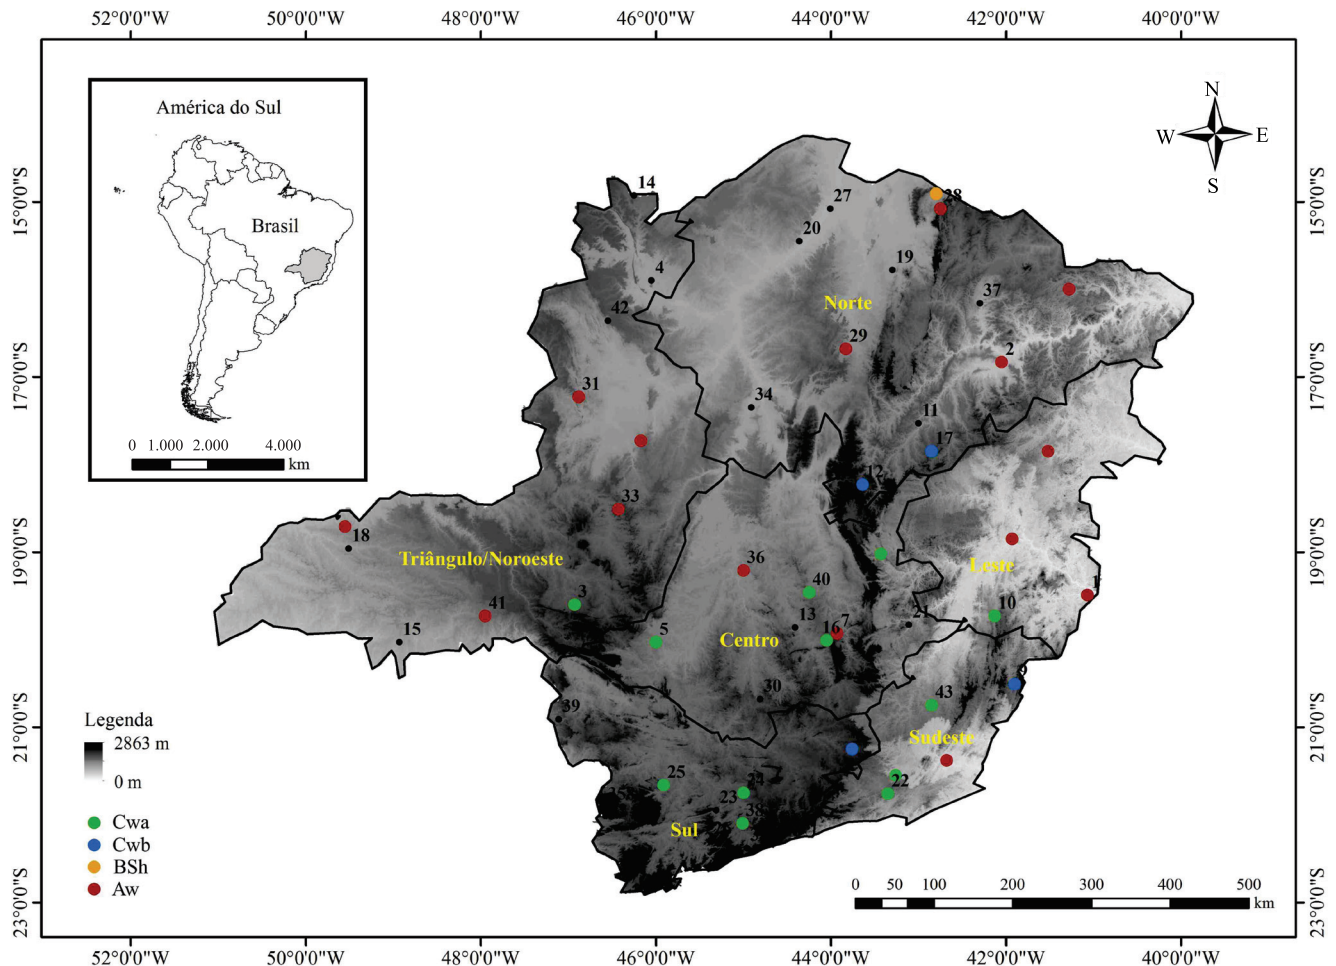 52°0'0"W 50°0'0"W 48°0'0"W 46°0'0"W 44°0'0"W 42°0'0"W 40°0'0"W
América do Sul
Brasil
0 1.000 2.000 4.000
km
N
W E
S
15°0'0"S 15°0'0"S
17°0'0"S 17°0'0"S
19°0'0"S 19°0'0"S
21°0'0"S 21°0'0"S
23°0'0"S 23°0'0"S
14
27
28
20
4
19
37
42
Norte
29
2
31
34
11
17
12
33
18
Triângulo/Noroeste
36
Leste
40
3
1
41
10
13
7
16
21
5
15
Centro
9
30
43
39
Sudeste
25
24
22
23
38
Sul
Legenda
2863 m
0 m
Cwa
Cwb
BSh
Aw
0 50 100 200 300 400 500
km
52°0'0"W 50°0'0"W 48°0'0"W 46°0'0"W 44°0'0"W 42°0'0"W 40°0'0"W